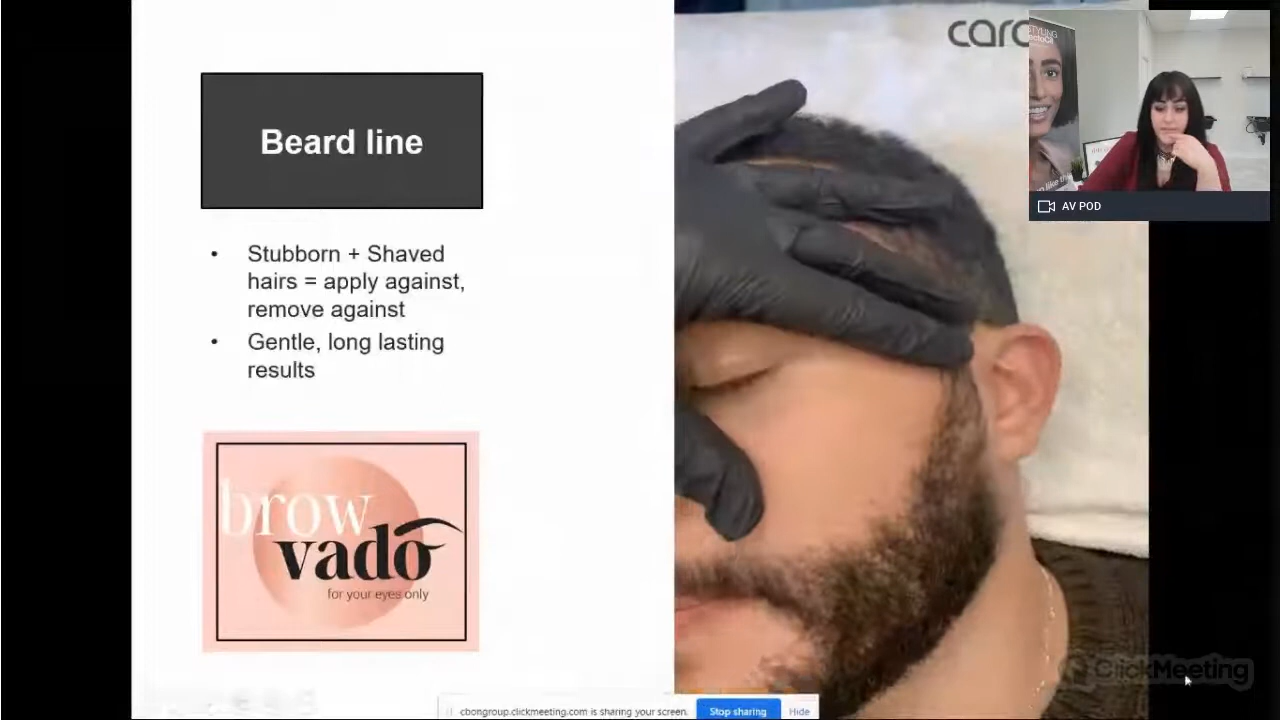 Beard line
• Stubborn + Shaved
hairs = apply against,
remove against
• Gentle, long lasting
results
brow
vado
for your eyes only
STYLING
AV POD
ClickMeeting
cbongroup.clickmeeting.com is sharing your screen.
Stop sharing
Hide